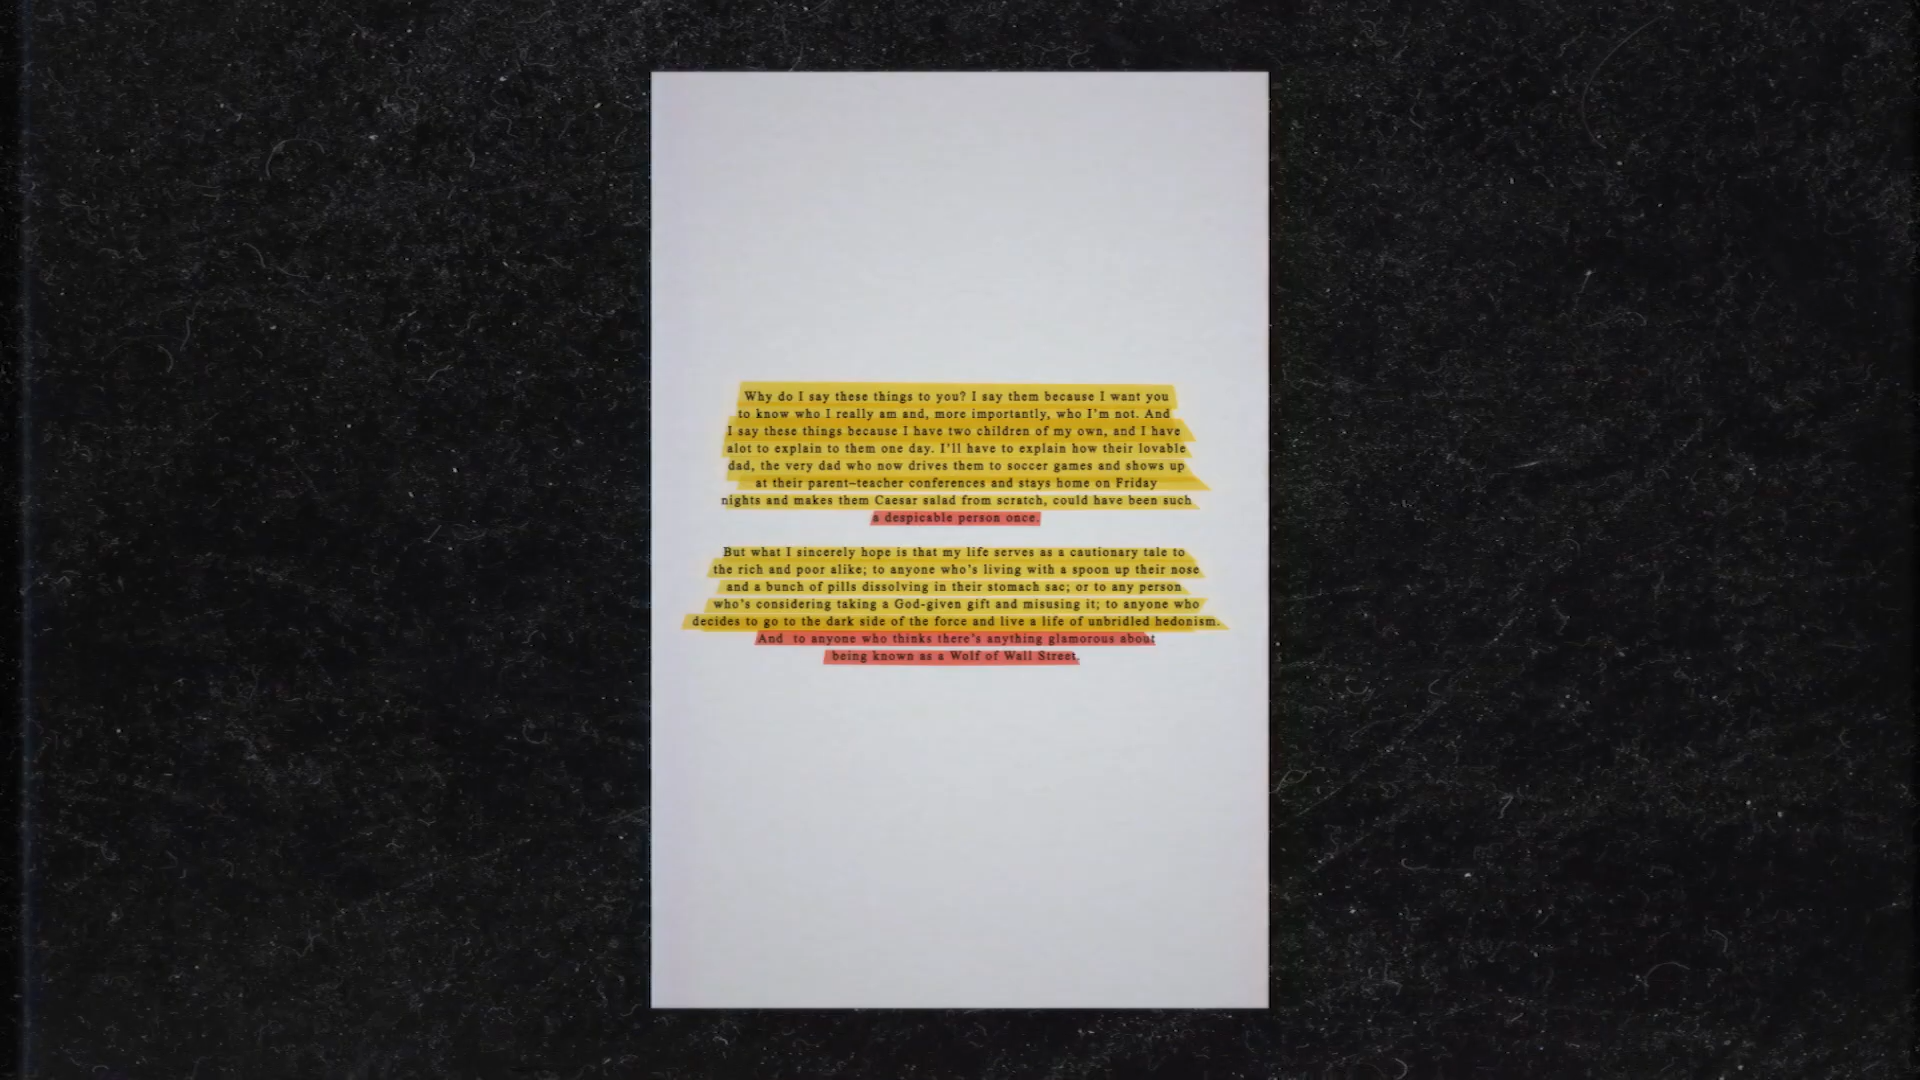 Why do I say these things to you? I say them because I want you
to know who I really am and, more importantly, who I'm not. And
I say these things because I have two children of my own, and I have
alot to explain to them one day. I'll have to explain how their lovable
dad, the very dad who now drives them to soccer games and shows up
at their parent–teacher conferences and stays home on Friday
nights and makes them Caesar salad from scratch, could have been such
a despicable person once.
But what I sincerely hope is that my life serves as a cautionary tale to
the rich and poor alike; to anyone who's living with a spoon up their nose
and a bunch of pills dissolving in their stomach sac; or to any person
who's considering taking a God-given gift and misusing it; to anyone who
decides to go to the dark side of the force and live a life of unbridled hedonism.
And to anyone who thinks there's anything glamorous about
being known as a Wolf of Wall Street.